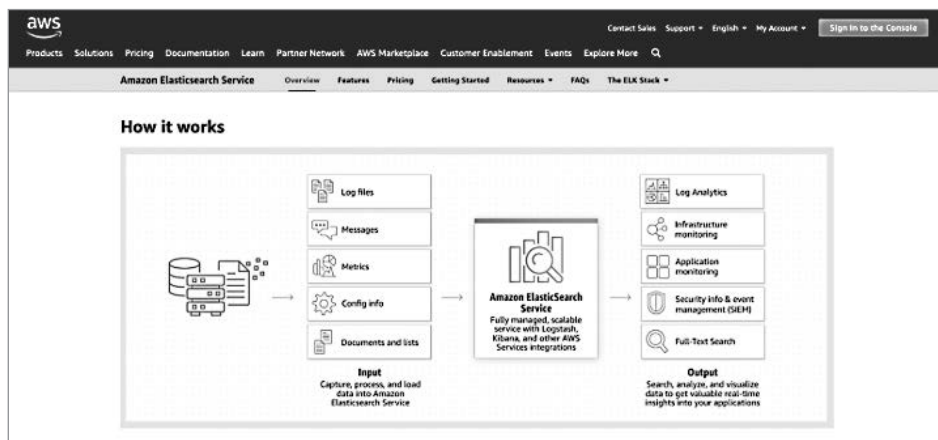 aws
Contact Sales Support English My Account Sign In to the Console
Products Solutions Pricing Documentation Learn Partner Network AWS Marketplace Customer Enablement Events Explore More
Amazon Elasticsearch Service Overview Features Pricing Getting Started Resources FAQs The ELK Stack
How it works
Log files
Messages
Metrics
Config info
Documents and lists
Input
Capture, process, and load
data into Amazon
Elasticsearch Service
Amazon ElasticSearch
Service
Fully managed, scalable
service with Logstash,
Kibana, and other AWS
Services integrations
Log Analytics
Infrastructure
monitoring
Application
monitoring
Security info & event
management (SIEM)
Full-Text Search
Output
Search, analyze, and visualize
data to get valuable real-time
insights into your applications